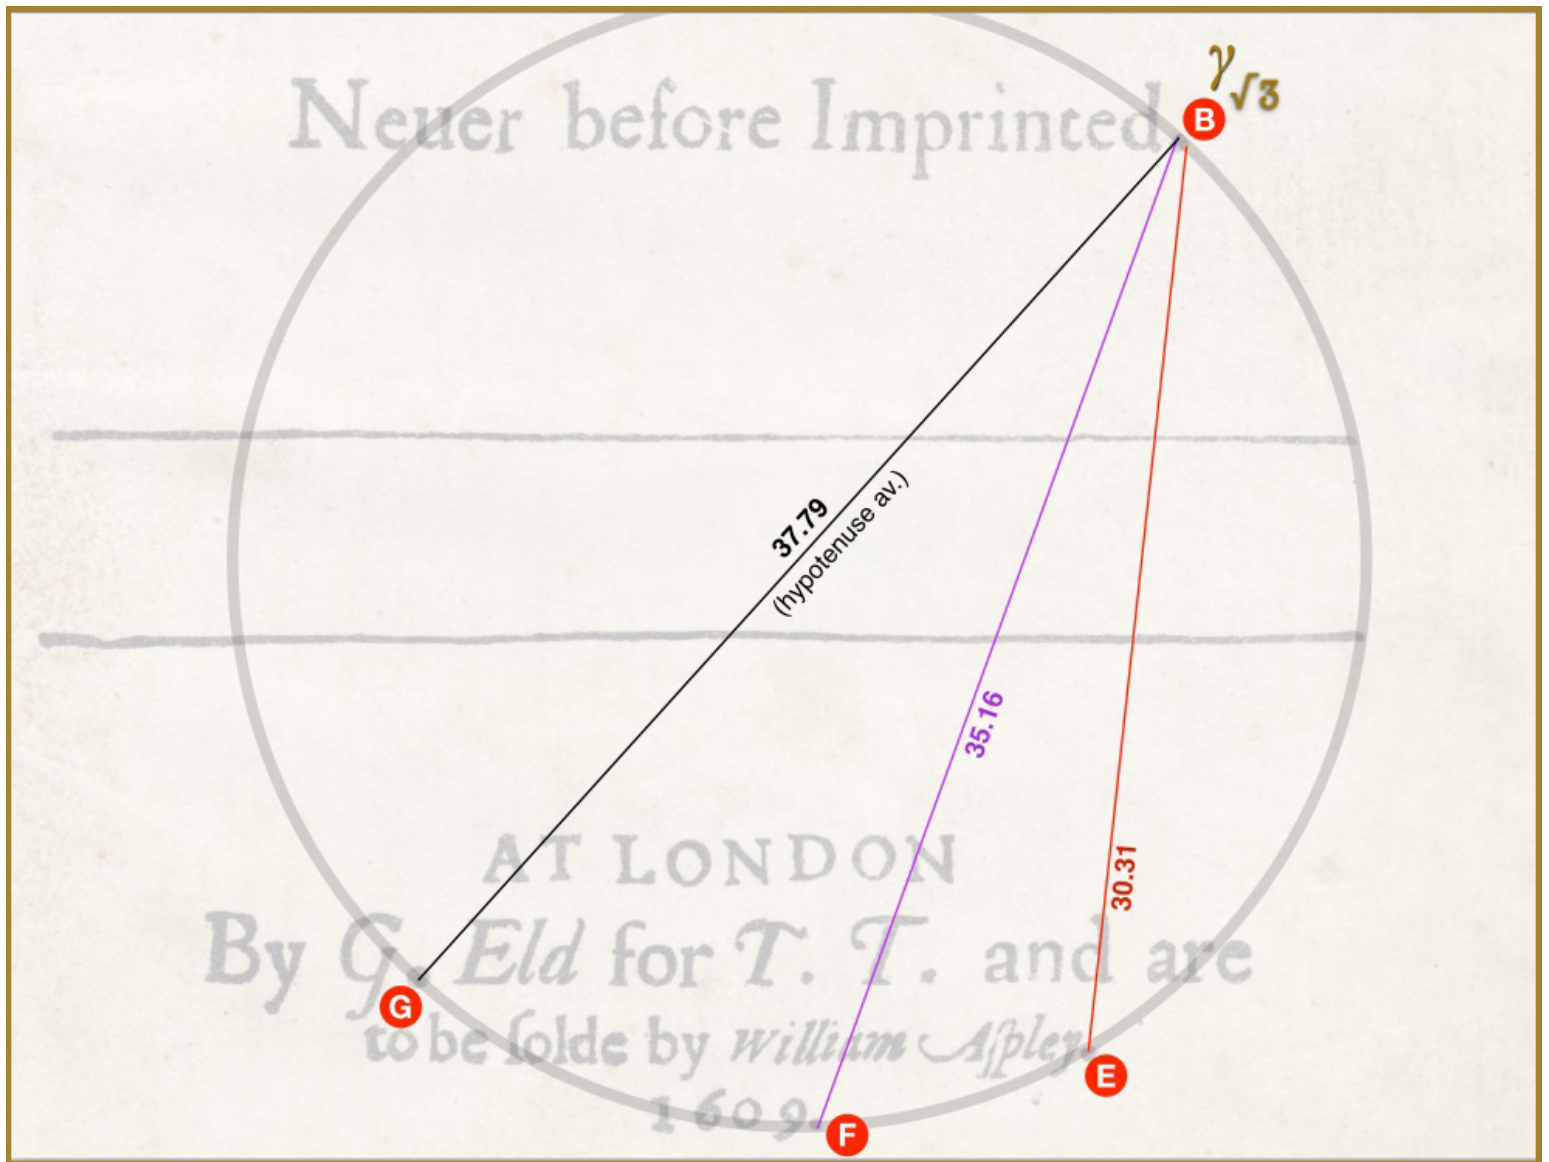 γ√3
B
Neuer before Imprinted.
37.79
(hypotenuse av.)
35.16
30.31
AT LONDON
By G. Eld for T. T. and are
G
to be ſolde by William Aſpley.
E
1609.
F